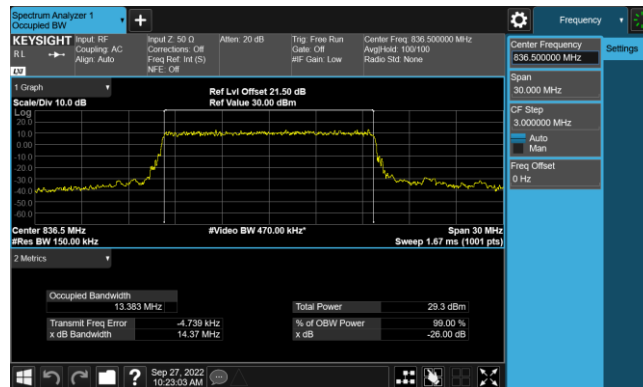 Spectrum Analyzer 1
Occupied BW
Frequency
KEYSIGHT
RL
Input: RF
Coupling: AC
Align: Auto
Input Z: 50 Ω
Corrections: Off
Freq Ref: Int (S)
NFE: Off
Atten: 20 dB
Trig: Free Run
Gate: Off
#IF Gain: Low
Center Freq: 836.500000 MHz
Avg|Hold: 100/100
Radio Std: None
LXI
Center Frequency
836.500000 MHz
Settings
Span
30.000 MHz
CF Step
3.000000 MHz
Auto
Man
Freq Offset
0 Hz
1 Graph
Scale/Div 10.0 dB
Ref Lvl Offset 21.50 dB
Ref Value 30.00 dBm
Log
20.0
10.0
0.00
-10.0
-20.0
-30.0
-40.0
-50.0
-60.0
Center 836.5 MHz
#Res BW 150.00 kHz
#Video BW 470.00 kHz*
Span 30 MHz
Sweep 1.67 ms (1001 pts)
2 Metrics
Occupied Bandwidth
13.383 MHz
Total Power 29.3 dBm
Transmit Freq Error -4.739 kHz
% of OBW Power 99.00 %
x dB Bandwidth 14.37 MHz
x dB -26.00 dB
?
Sep 27, 2022
10:23:03 AM